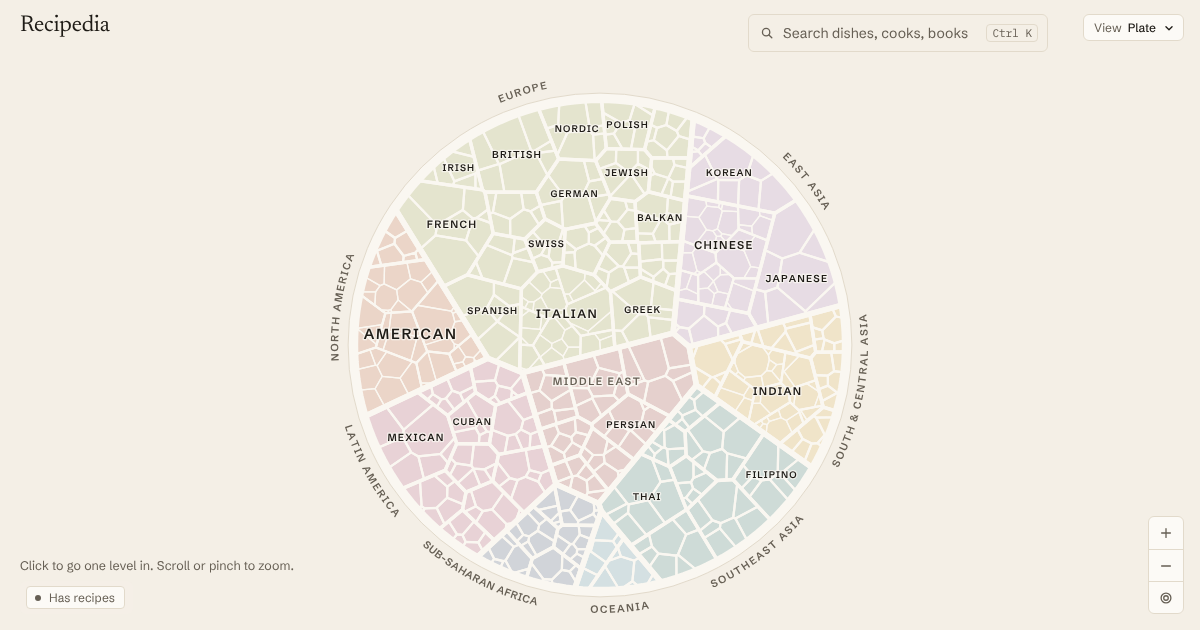 Recipedia
Search dishes, cooks, books
Ctrl K
View Plate
EUROPE
NORDIC
POLISH
BRITISH
IRISH
JEWISH
KOREAN
EAST ASIA
GERMAN
FRENCH
BALKAN
SWISS
CHINESE
JAPANESE
NORTH AMERICA
SPANISH
ITALIAN
GREEK
AMERICAN
SOUTH & CENTRAL ASIA
MIDDLE EAST
INDIAN
CUBAN
PERSIAN
MEXICAN
LATIN AMERICA
FILIPINO
THAI
SUB-SAHARAN AFRICA
SOUTHEAST ASIA
OCEANIA
Click to go one level in. Scroll or pinch to zoom.
Has recipes